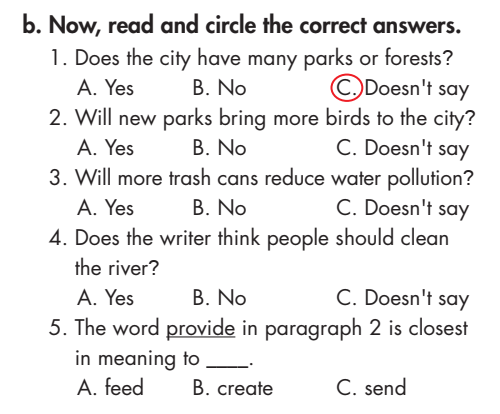 b. Now, read and circle the correct answers.
1. Does the city have many parks or forests?
A. Yes B. No C. Doesn't say
2. Will new parks bring more birds to the city?
A. Yes B. No C. Doesn't say
3. Will more trash cans reduce water pollution?
A. Yes B. No C. Doesn't say
4. Does the writer think people should clean
the river?
A. Yes B. No C. Doesn't say
5. The word provide in paragraph 2 is closest
in meaning to ____.
A. feed B. create C. send